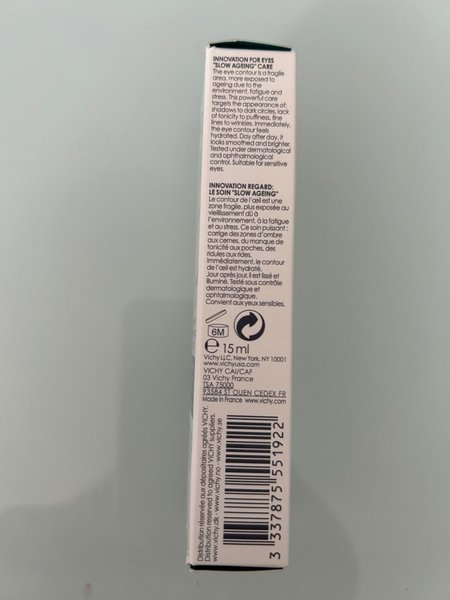 INNOVATION FOR EYES
"SLOW AGEING" CARE
The eye contour is a fragile
area, more exposed to
ageing due to the
environment, fatigue and
stress. This powerful care
targets the appearance of:
shadows to dark circles, lack
of tonicity to puffiness, fine
lines to wrinkles. Immediately,
the eye contour feels
hydrated. Day after day, it
looks smoothed and brighter.
Tested under dermatological
and ophthalmological
control. Suitable for sensitive
eyes.
INNOVATION REGARD:
LE SOIN "SLOW AGEING"
Le contour de l'œil est une
zone fragile, plus exposée au
vieillissement dû à
l'environnement, à la fatigue
et au stress. Ce soin puissant :
corrige des zones d'ombre
aux cernes, du manque de
tonicité aux poches, des
ridules aux rides.
Immédiatement, le contour
de l'œil est hydraté.
Jour après jour, il est lissé et
illuminé. Testé sous contrôle
dermatologique et
ophtalmologique.
Convient aux yeux sensibles.
6M
e 15 ml
Vichy LLC, New York, NY 10001
www.vichyusa.com
VICHY CAI/CAF
03 Vichy France
TSA 75000
93584 ST OUEN CEDEX FR
Made in France www.vichy.com
Distribution réservée aux dépositaires agréés VICHY.
Distribution reserved to agreed VICHY suppliers.
www.vichy.dk - www.vichy.no - www.vichy.se
3 337875 551922